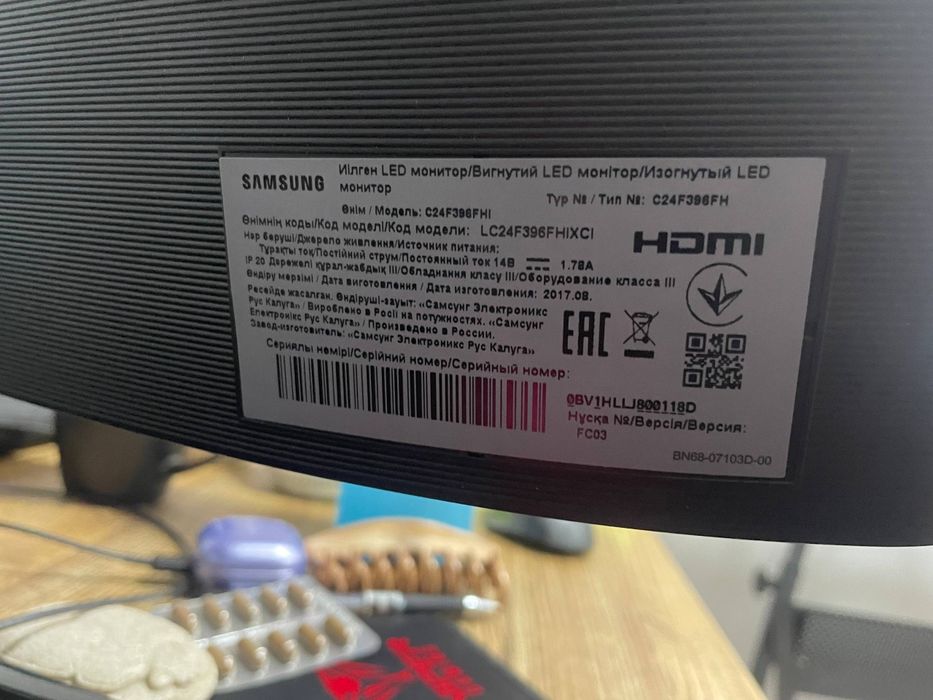 SAMSUNG
Иілген LED монитор/Вигнутий LED монітор/Изогнутый LED
монитор
Өнім / Модель: C24F396FHI
Түр № / Тип №: C24F396FH
Өнімнің коды/Код моделі/Код модели: LC24F396FHIXCI
Нәр беруші/Джерело живлення/Источник питания:
Тұрақты ток/Постійний струм/Постоянный ток 14В 1.78A
IP 20 Дәрежелі құрал-жабдық III/Обладнання класу III/Оборудование класса III
Өндіру мерзімі / Дата виготовлення / Дата изготовления: 2017.08.
Ресейде жасалған. Өндіруші-зауыт: «Самсунг Электроникс
Рус Калуга» / Вироблено в Росії на потужностях. «Самсунг
Електронікс Рус Калуга» / Произведено в России.
Завод-изготовитель: «Самсунг Электроникс Рус Калуга»
HDMI
EAC
Сериялы нөмірі/Серійний номер/Серийный номер:
0BV1HLLJ800118D
Нұсқа №/Версія/Версия:
FC03
BN68-07103D-00